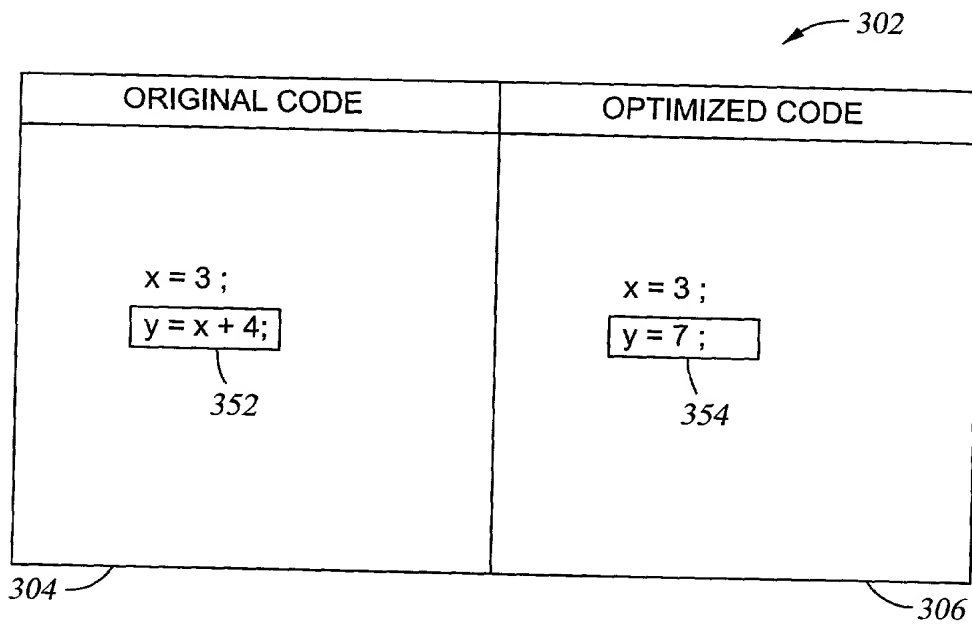 302
ORIGINAL CODE
OPTIMIZED CODE
x = 3 ;
y = x + 4;
352
x = 3 ;
y = 7 ;
354
304
306